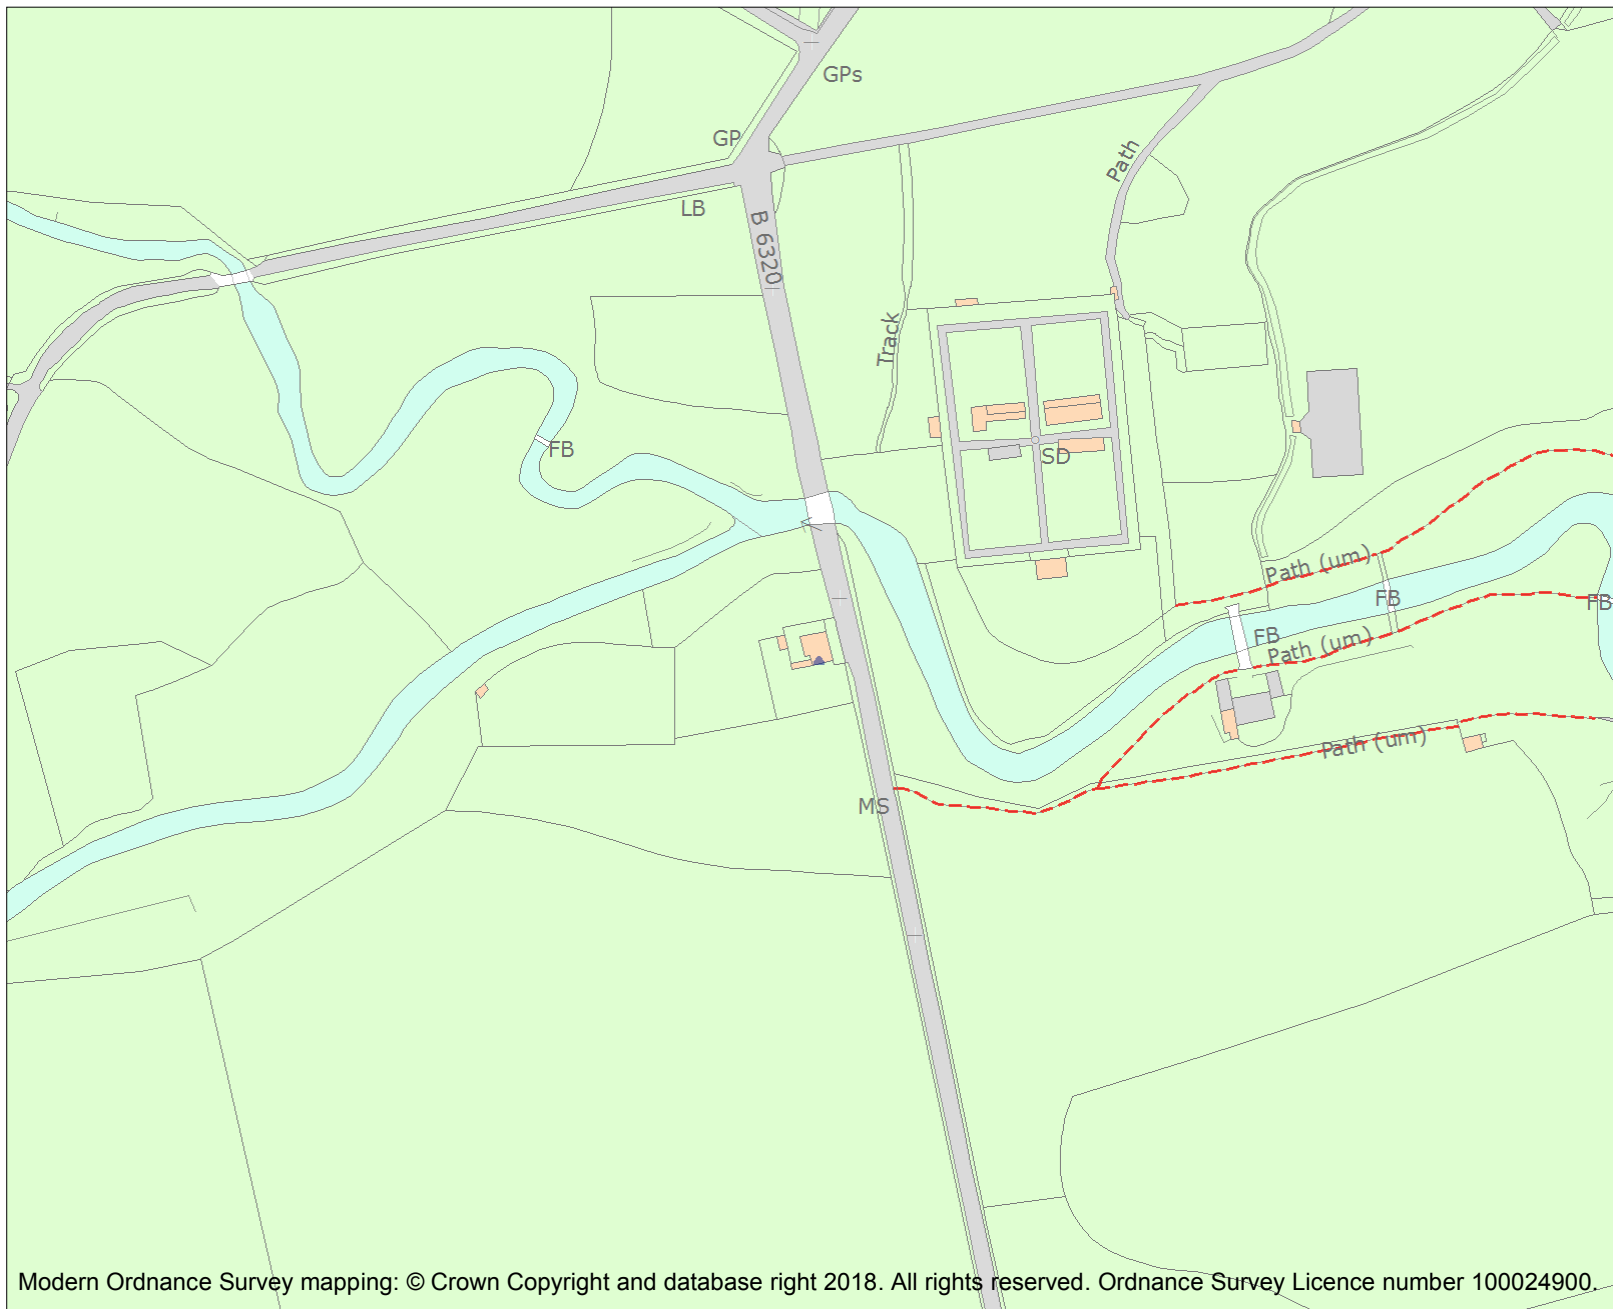 GPs
GP
Path
LB
B 6320
Track
FB
SD
Path (um)
FB
FB
FB
Path (um)
Path (um)
MS
Modern Ordnance Survey mapping: © Crown Copyright and database right 2018. All rights reserved. Ordnance Survey Licence number 100024900.